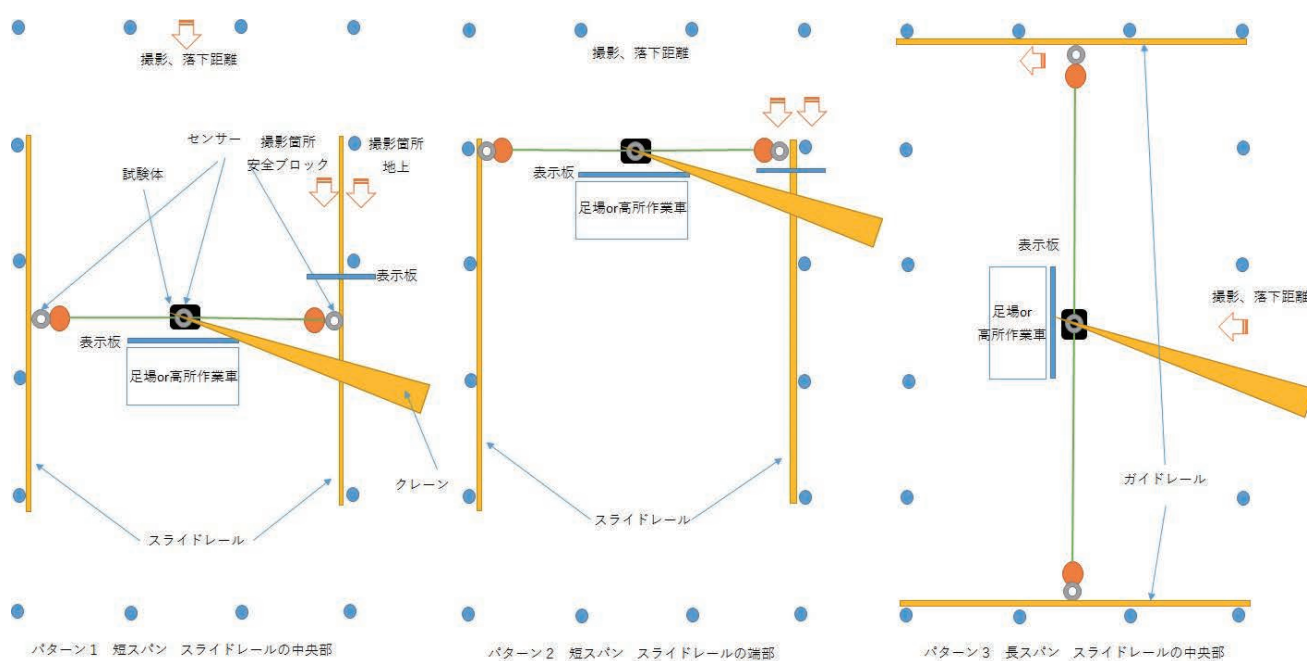 撮影、落下距離
センサー
試験体
撮影箇所
安全ブロック
撮影箇所
地上
表示板
表示板
足場or高所作業車
クレーン
スライドレール
パターン1 短スパン スライドレールの中央部
撮影、落下距離
表示板
足場or高所作業車
スライドレール
パターン2 短スパン スライドレールの端部
表示板
撮影、落下距離
足場or
高所作業車
ガイドレール
パターン3 長スパン スライドレールの中央部